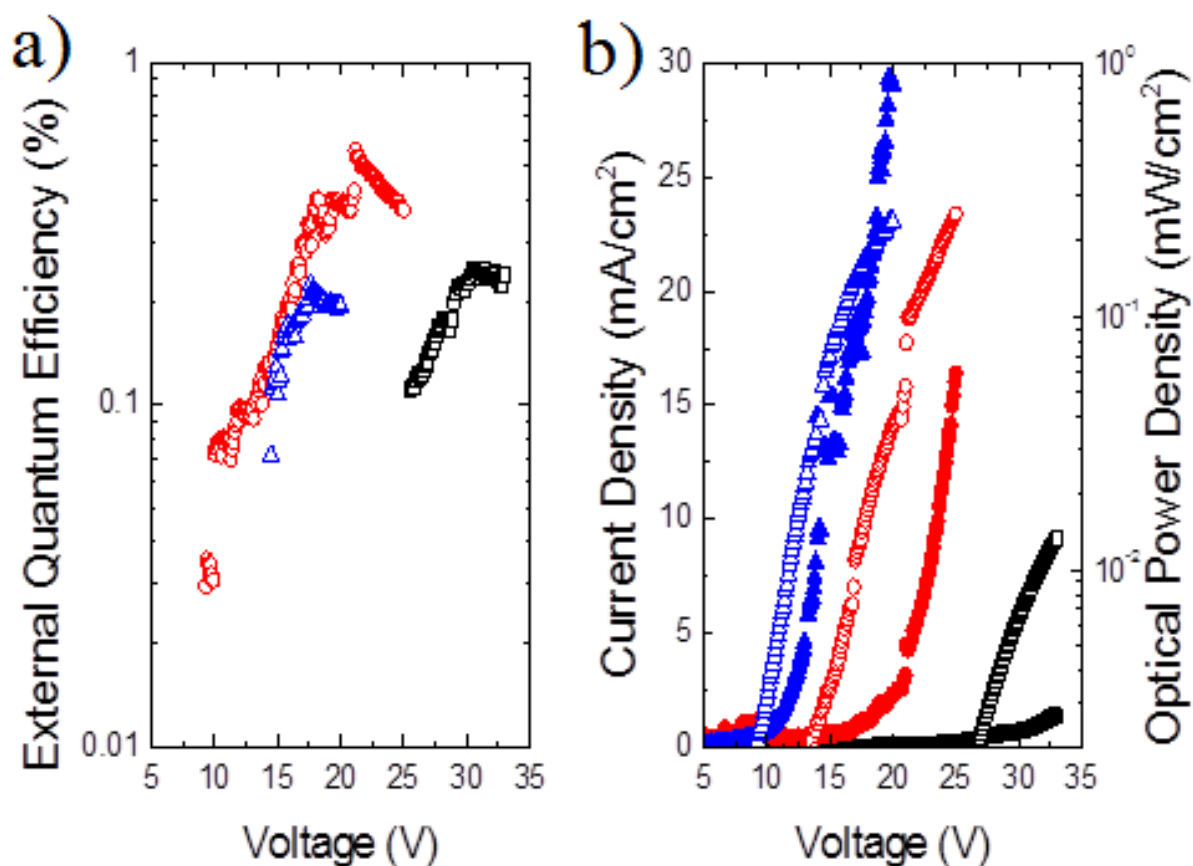 a)
External Quantum Efficiency (%)
1
0.1
0.01
5 10 15 20 25 30 35
Voltage (V)
b)
Current Density (mA/cm²)
30
25
20
15
10
5
0
5 10 15 20 25 30 35
Voltage (V)
10⁰
10⁻¹
10⁻²
Optical Power Density (mW/cm²)